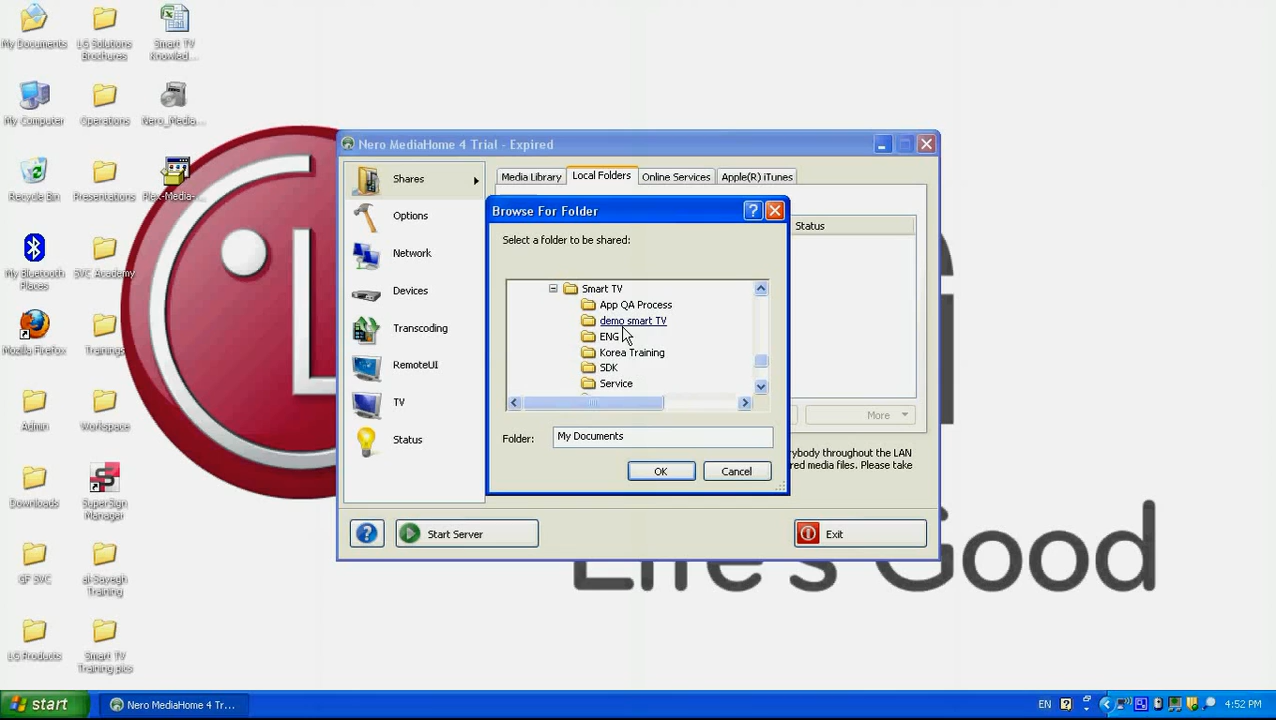 My Documents
LG Solutions
Brochures
Smart TV
Knowled...
My Computer
Operations
Nero_Media...
Recycle Bin
Presentations
Plex-Media-...
My Bluetooth
Places
SVC Academy
Mozilla Firefox
Trainings
Admin
Workspace
Downloads
SuperSign
Manager
GF SVC
al-Sayegh
Training
LG Products
Smart TV
Training pics
Nero MediaHome 4 Trial - Expired
Shares
Options
Network
Devices
Transcoding
RemoteUI
TV
Status
Media Library
Local Folders
Online Services
Apple(R) iTunes
Status
More
rybody throughout the LAN
red media files. Please take
Browse For Folder
Select a folder to be shared:
Smart TV
App QA Process
demo smart TV
ENG
Korea Training
SDK
Service
Folder:
My Documents
OK
Cancel
Start Server
Exit
Life's Good
start
Nero MediaHome 4 Tr...
EN
4:52 PM